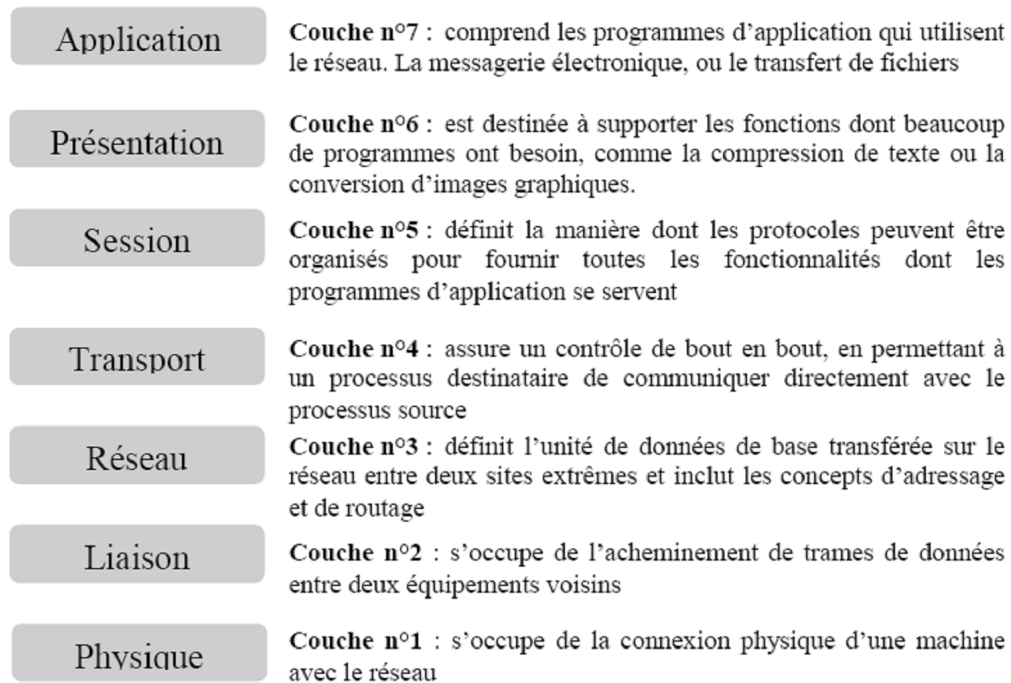 Application
Couche n°7 : comprend les programmes d'application qui utilisent
le réseau. La messagerie électronique, ou le transfert de fichiers
Présentation
Couche n°6 : est destinée à supporter les fonctions dont beaucoup
de programmes ont besoin, comme la compression de texte ou la
conversion d'images graphiques.
Session
Couche n°5 : définit la manière dont les protocoles peuvent être
organisés pour fournir toutes les fonctionnalités dont les
programmes d'application se servent
Transport
Couche n°4 : assure un contrôle de bout en bout, en permettant à
un processus destinataire de communiquer directement avec le
processus source
Réseau
Couche n°3 : définit l'unité de données de base transférée sur le
réseau entre deux sites extrêmes et inclut les concepts d'adressage
et de routage
Liaison
Couche n°2 : s'occupe de l'acheminement de trames de données
entre deux équipements voisins
Physique
Couche n°1 : s'occupe de la connexion physique d'une machine
avec le réseau